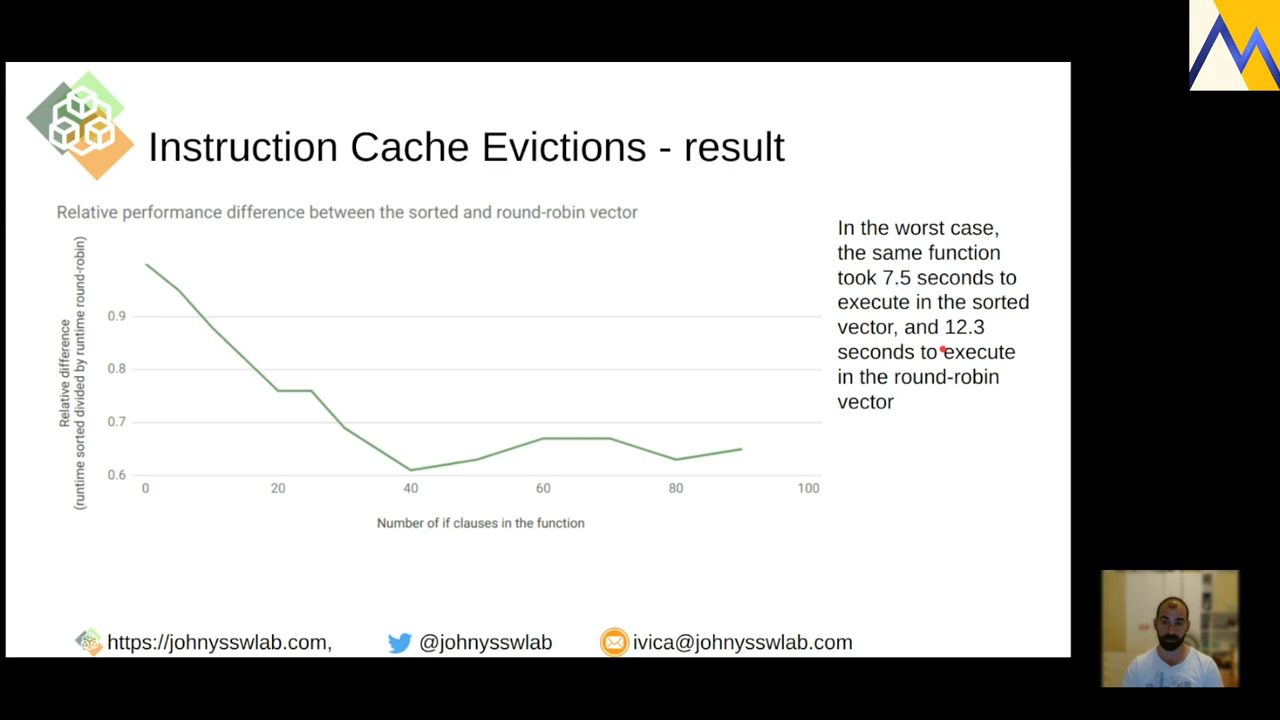 Instruction Cache Evictions - result
Relative performance difference between the sorted and round-robin vector
Relative difference
(runtime sorted divided by runtime round-robin)
0.9
0.8
0.7
0.6
0
20
40
60
80
100
Number of if clauses in the function
In the worst case,
the same function
took 7.5 seconds to
execute in the sorted
vector, and 12.3
seconds to execute
in the round-robin
vector
https://johnysswlab.com,
@johnysswlab
ivica@johnysswlab.com